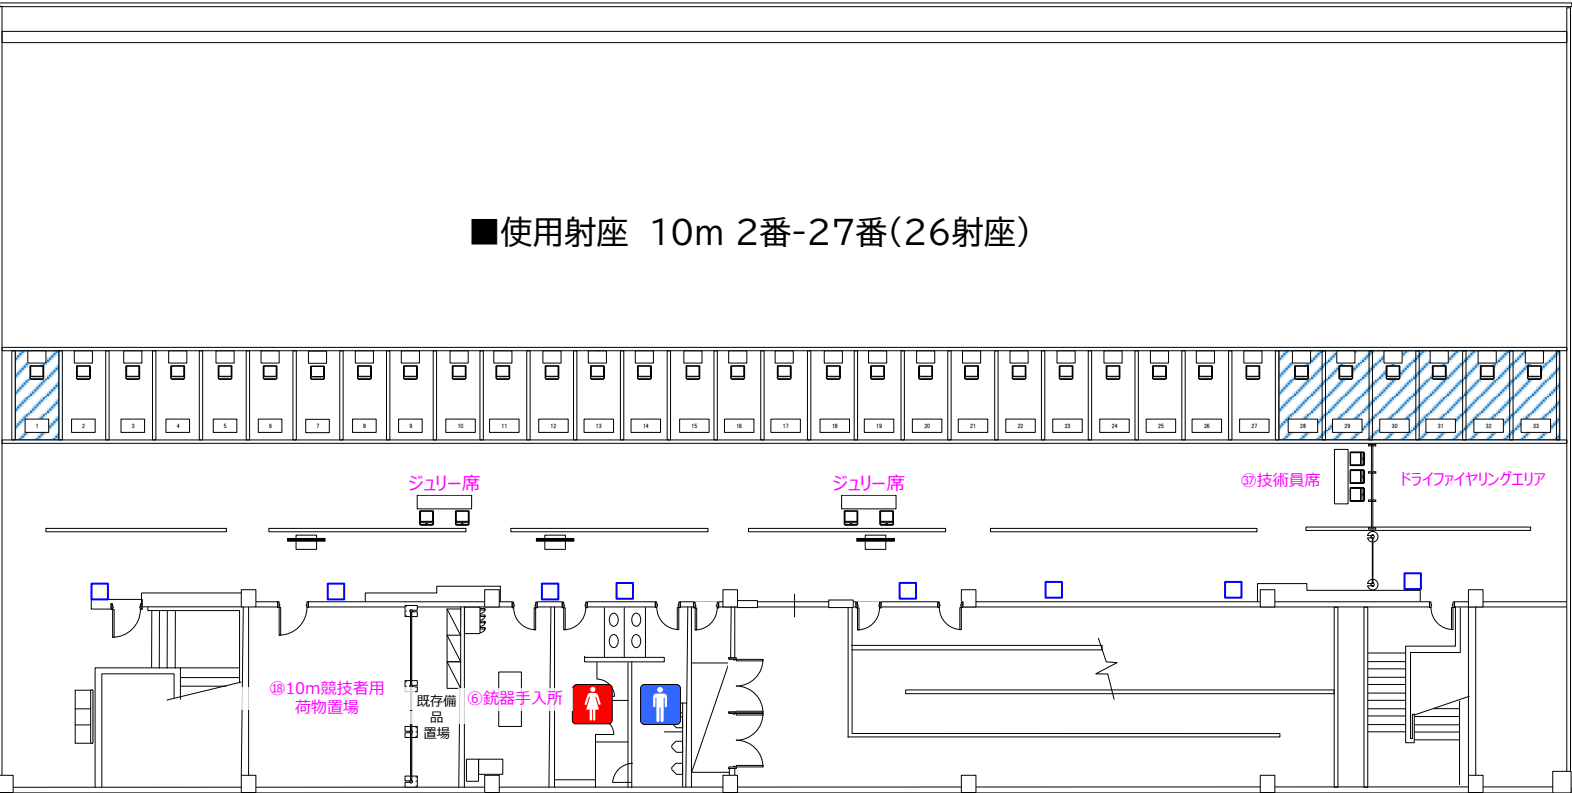 ■使用射座 10m 2番-27番(26射座)
1 2 3 4 5 6 7 8 9 10 11 12 13 14 15 16 17 18 19 20 21 22 23 24 25 26 27 28 29 30 31 32 33
ジュリー席
ジュリー席
㊲技術員席
ドライファイヤリングエリア
⑱10m競技者用
荷物置場
既存備
品
置場
⑥銃器手入所